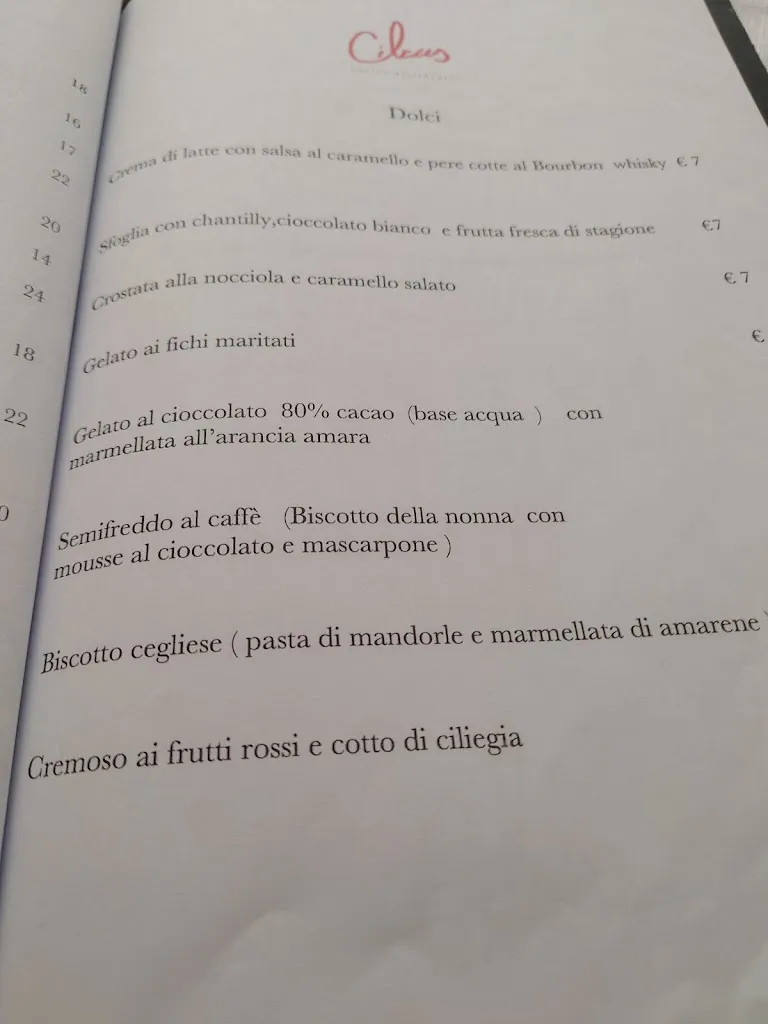 Cibus
Dolci
Crema di latte con salsa al caramello e pere cotte al Bourbon whisky € 7
Sfoglia con chantilly,cioccolato bianco e frutta fresca di stagione €.7
Crostata alla nocciola e caramello salato €.7
Gelato ai fichi maritati €
Gelato al cioccolato 80% cacao (base acqua ) con
marmellata all'arancia amara
Semifreddo al caffè (Biscotto della nonna con
mousse al cioccolato e mascarpone )
Biscotto cegliese ( pasta di mandorle e marmellata di amarene )
Cremoso ai frutti rossi e cotto di ciliegia
18
16
17
22
20
14
24
18
22
0